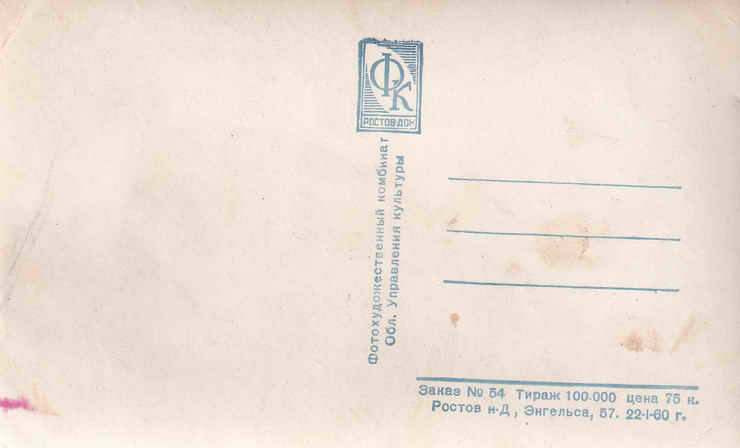 ФК
РОСТОВ-ДОН
Фотохудожественный комбинат
Обл. Управления культуры
Заказ № 54 Тираж 100.000 цена 75 к.
Ростов н-Д, Энгельса, 57. 22-I-60 г.